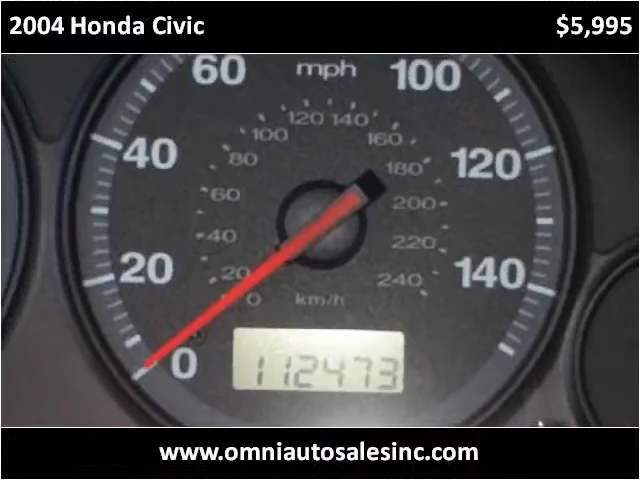 2004 Honda Civic $5,995
60 mph 100
120 140
100 160
40 80 180 120
60 200
40 220
20 20 240 140
0 km/h
0 112473
www.omniautosalesinc.com